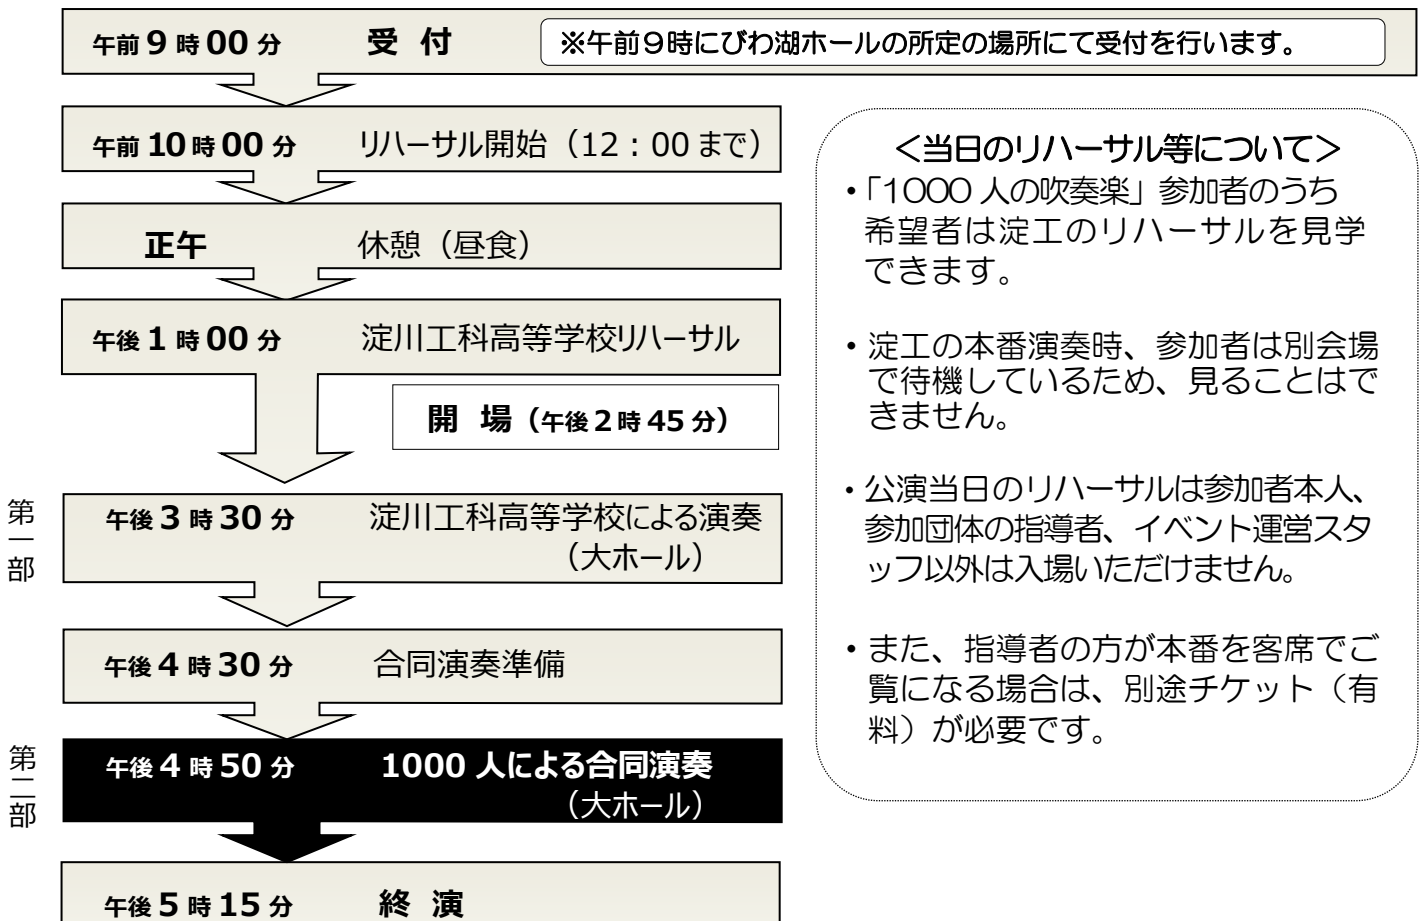 午前9時00分 受 付 ※午前９時にびわ湖ホールの所定の場所にて受付を行います。
午前10時00分 リハーサル開始（12：00まで）
正午 休憩（昼食）
午後1時00分 淀川工科高等学校リハーサル
開 場（午後2時45分）
第一部
午後3時30分 淀川工科高等学校による演奏
（大ホール）
午後4時30分 合同演奏準備
第二部
午後4時50分 1000人による合同演奏
（大ホール）
午後5時15分 終 演
＜当日のリハーサル等について＞
・「1000人の吹奏楽」参加者のうち
希望者は淀工のリハーサルを見学
できます。
・淀工の本番演奏時、参加者は別会場
で待機しているため、見ることはで
きません。
・公演当日のリハーサルは参加者本人、
参加団体の指導者、イベント運営スタ
ッフ以外は入場いただけません。
・また、指導者の方が本番を客席でご
覧になる場合は、別途チケット（有
料）が必要です。